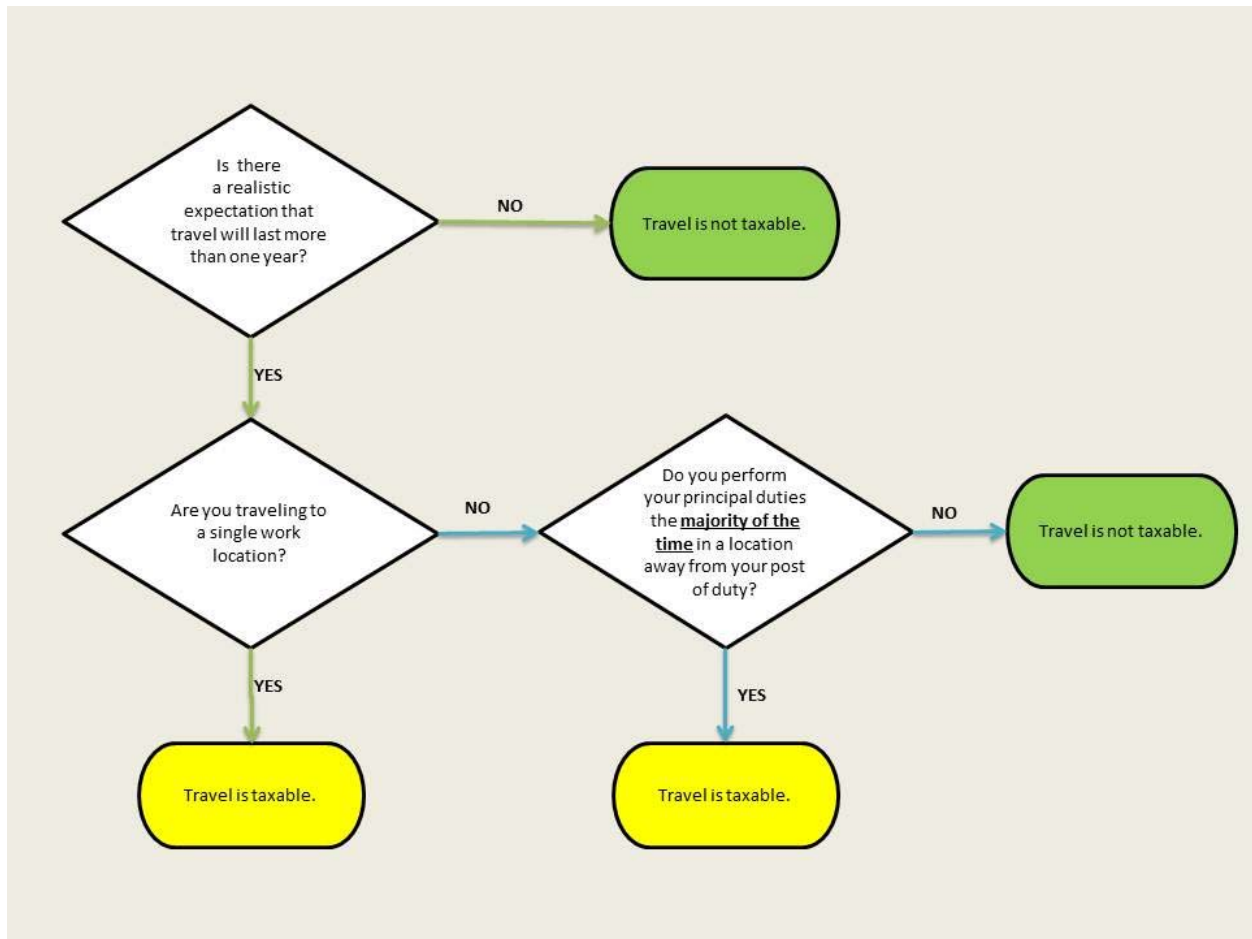 Is there
a realistic
expectation that
travel will last more
than one year?
NO
Travel is not taxable.
YES
Are you traveling to
a single work
location?
NO
Do you perform
your principal duties
the majority of the
time in a location
away from your post
of duty?
NO
Travel is not taxable.
YES
YES
Travel is taxable.
Travel is taxable.